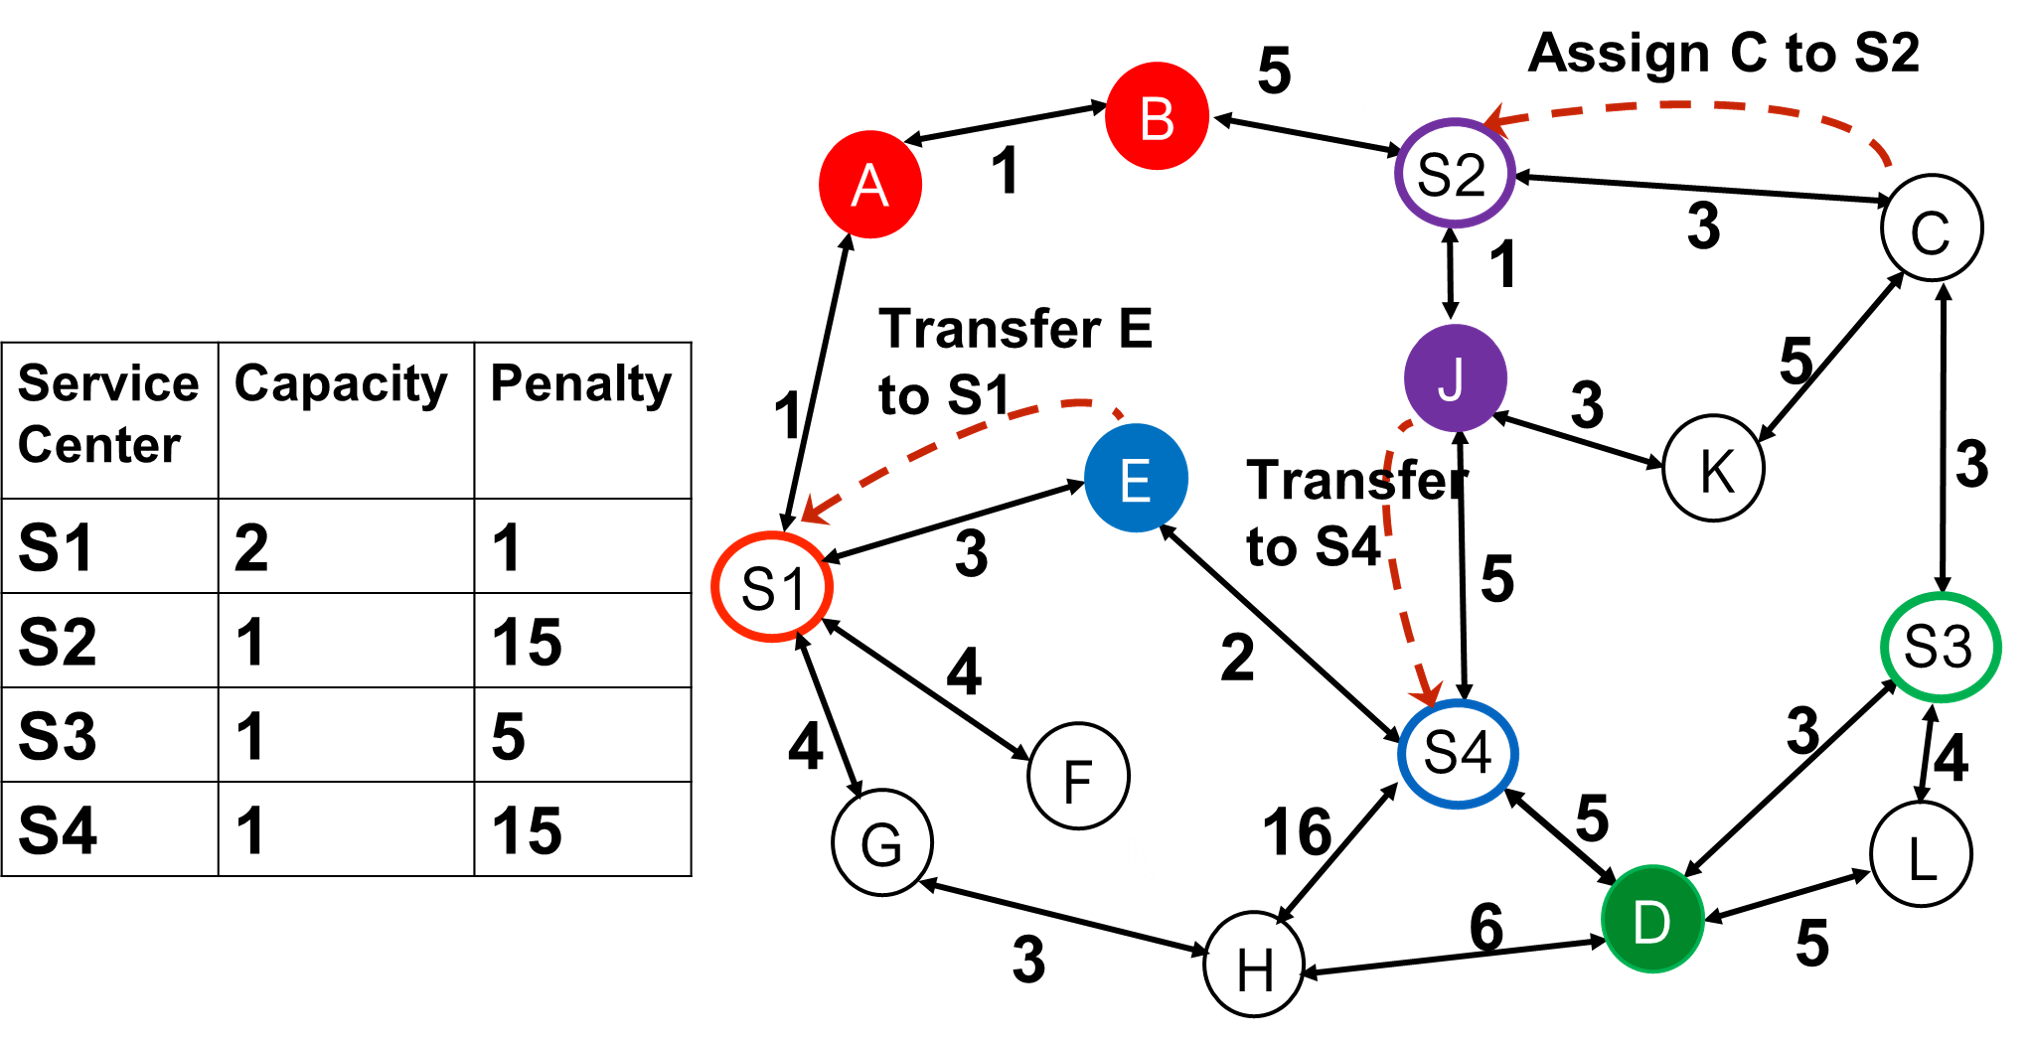 Service Center Capacity Penalty
S1 2 1
S2 1 15
S3 1 5
S4 1 15
Assign C to S2
5
B
1
A
S2
3
C
1
Transfer E
to S1
1
J
3
5
K
3
E
Transfer
to S4
3
5
S1
2
4
4
F
S4
S3
3
4
16
5
G
L
D
3
H
6
5